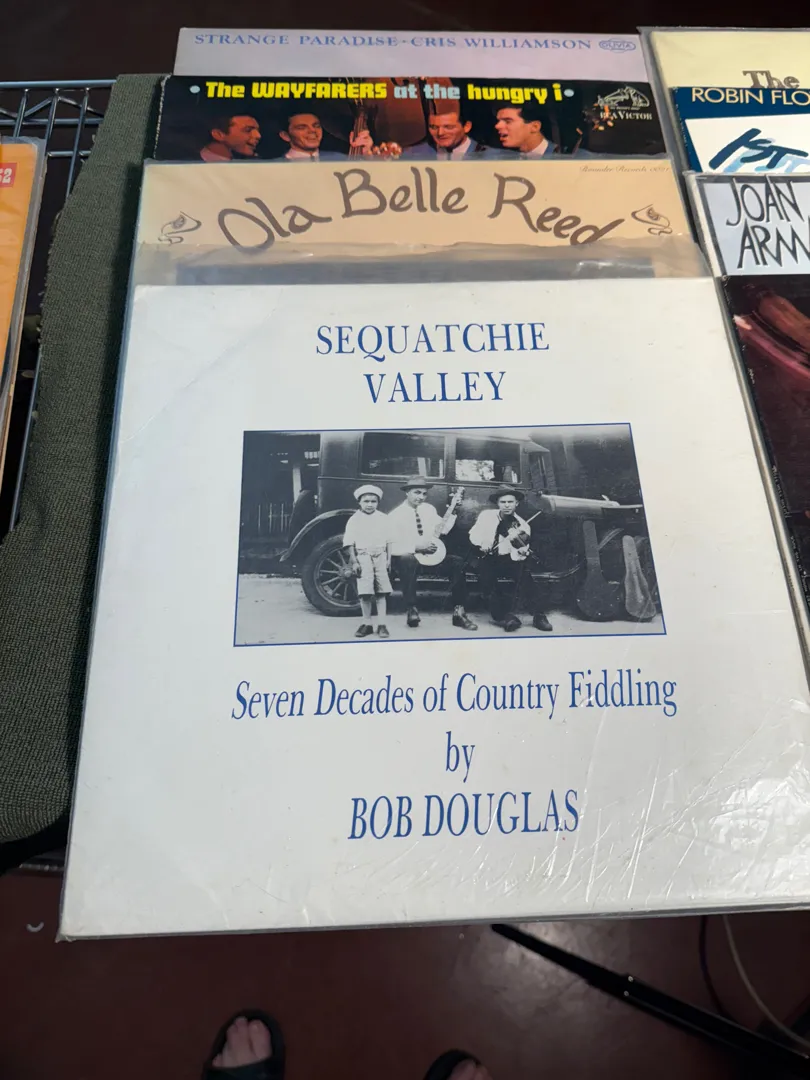 STRANGE PARADISE · CRIS WILLIAMSON
• The WAYFARERS at the hungry i •
RCA VICTOR
Ola Belle Reed
SEQUATCHIE
VALLEY
Seven Decades of Country Fiddling
by
BOB DOUGLAS
The
ROBIN FLO
JOAN
ARM